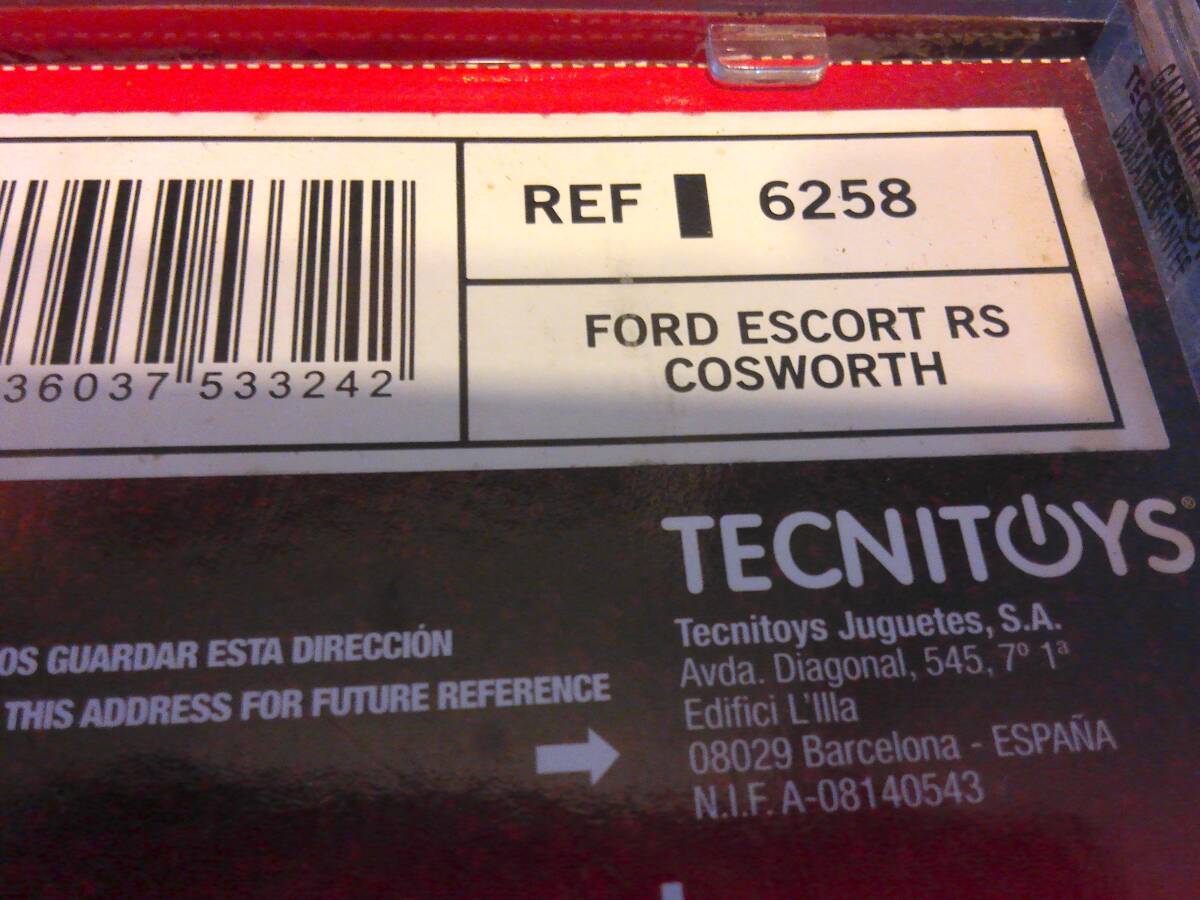 REF 6258
FORD ESCORT RS
COSWORTH
36037 533242
TECNITOYS®
Tecnitoys Juguetes, S.A.
Avda. Diagonal, 545, 7º 1ª
Edifici L'Illa
08029 Barcelona - ESPAÑA
N.I.F. A-08140543
OS GUARDAR ESTA DIRECCIÓN
THIS ADDRESS FOR FUTURE REFERENCE